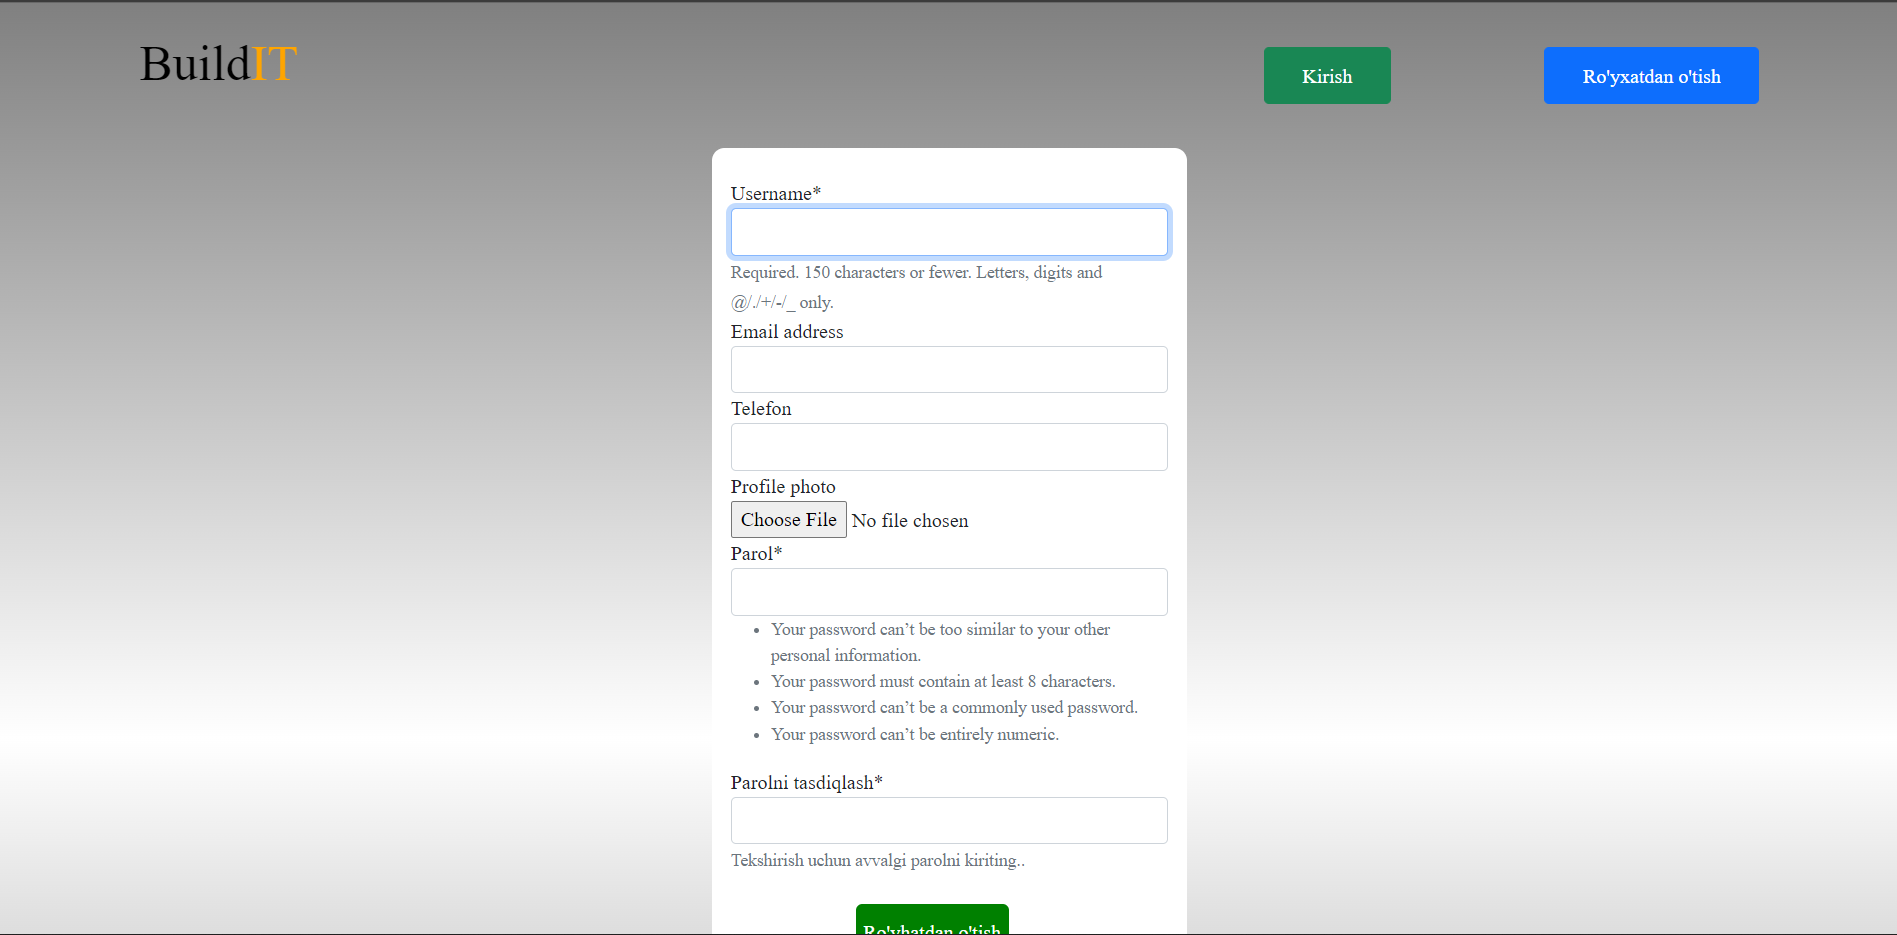 BuildIT
Kirish
Ro'yxatdan o'tish
Username*
Required. 150 characters or fewer. Letters, digits and
@/./+/-/_ only.
Email address
Telefon
Profile photo
Choose File No file chosen
Parol*
Your password can’t be too similar to your other
personal information.
Your password must contain at least 8 characters.
Your password can’t be a commonly used password.
Your password can’t be entirely numeric.
Parolni tasdiqlash*
Tekshirish uchun avvalgi parolni kiriting..
Ro'yhatdan o'tish